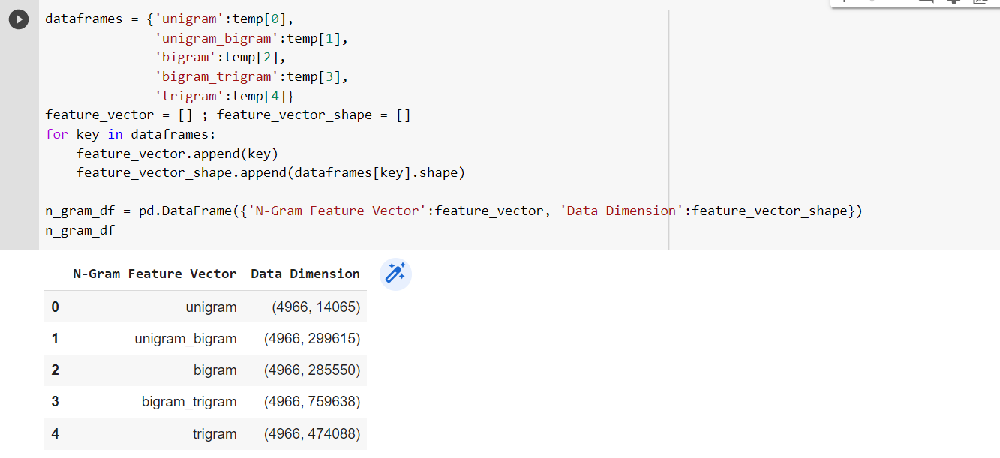 dataframes = {'unigram':temp[0],
'unigram_bigram':temp[1],
'bigram':temp[2],
'bigram_trigram':temp[3],
'trigram':temp[4]}
feature_vector = [] ; feature_vector_shape = []
for key in dataframes:
feature_vector.append(key)
feature_vector_shape.append(dataframes[key].shape)
n_gram_df = pd.DataFrame({'N-Gram Feature Vector':feature_vector, 'Data Dimension':feature_vector_shape})
n_gram_df
N-Gram Feature Vector Data Dimension
0 unigram (4966, 14065)
1 unigram_bigram (4966, 299615)
2 bigram (4966, 285550)
3 bigram_trigram (4966, 759638)
4 trigram (4966, 474088)